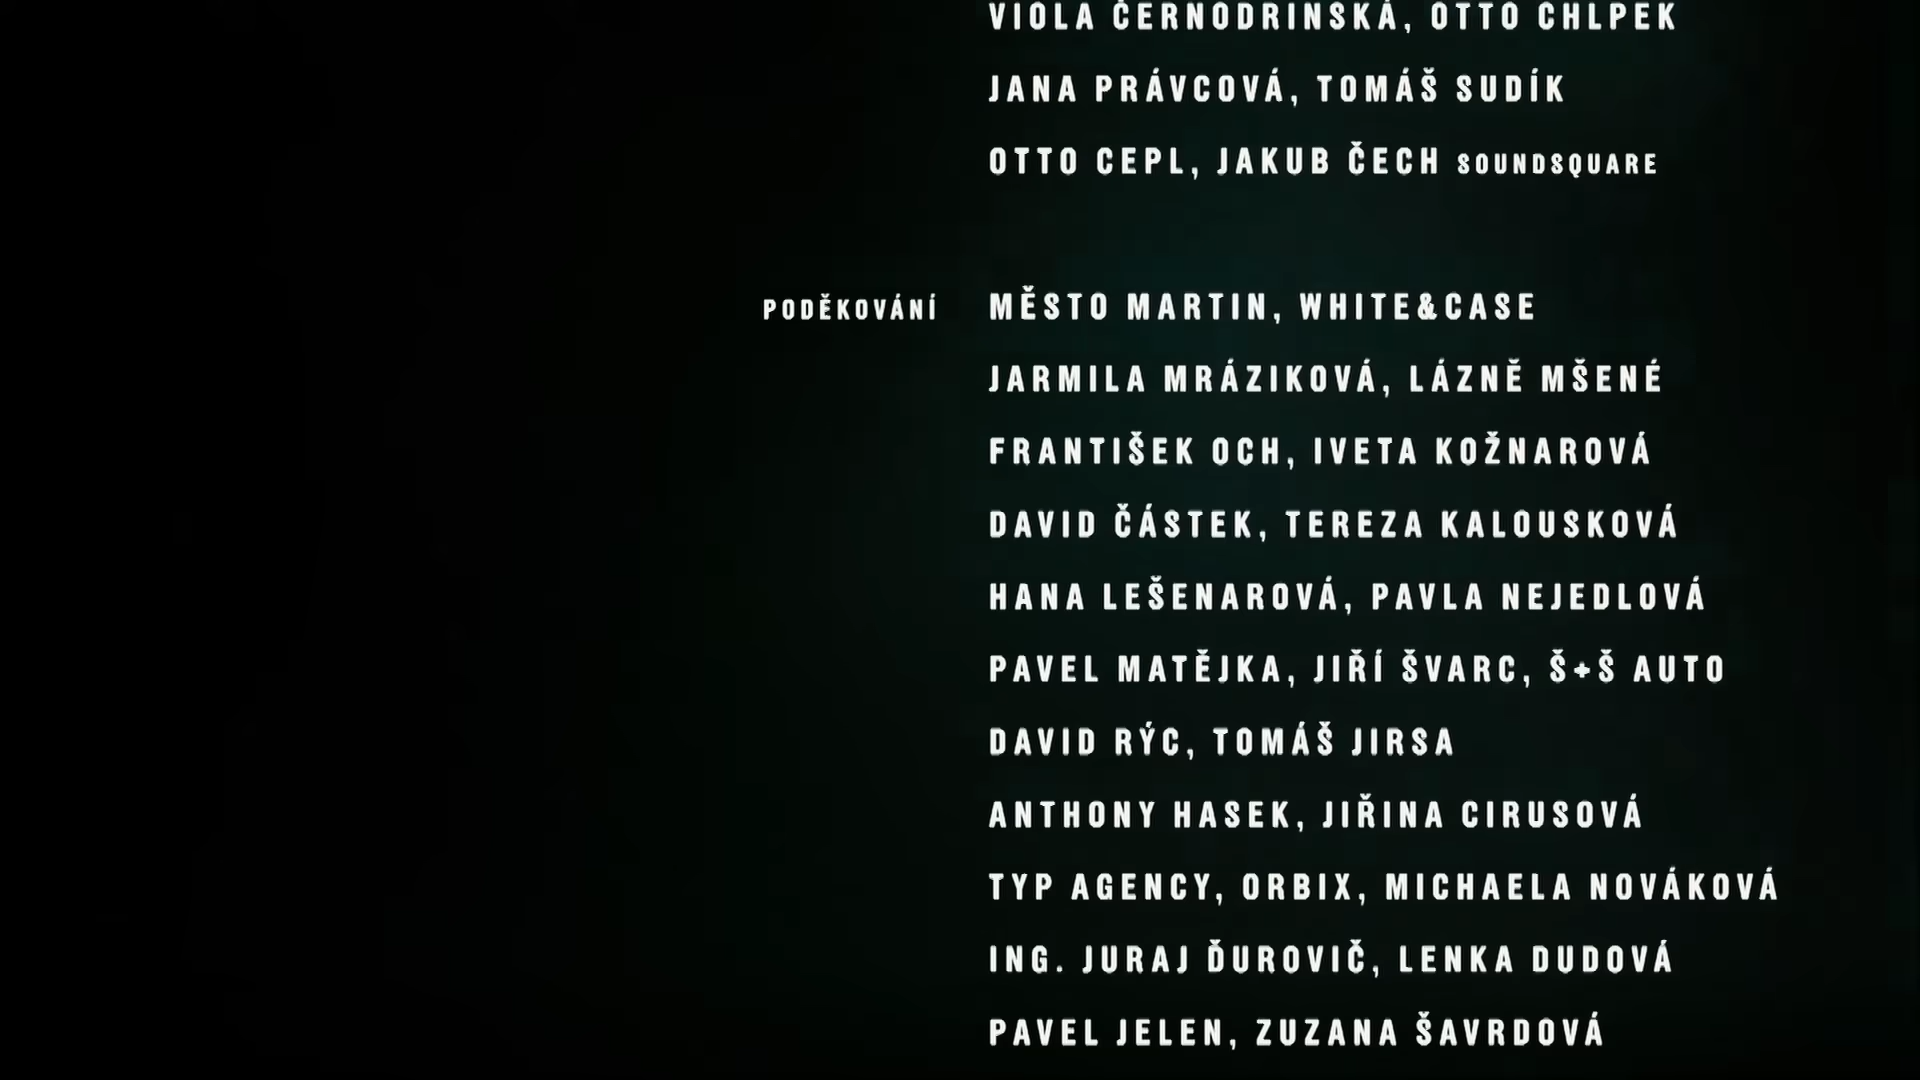 VIOLA ČERNODRINSKÁ, OTTO CHLPEK
JANA PRÁVCOVÁ, TOMÁŠ SUDÍK
OTTO CEPL, JAKUB ČECH SOUNDSQUARE
PODĚKOVÁNÍ MĚSTO MARTIN, WHITE&CASE
JARMILA MRÁZIKOVÁ, LÁZNĚ MŠENÉ
FRANTIŠEK OCH, IVETA KOŽNAROVÁ
DAVID ČÁSTEK, TEREZA KALOUSKOVÁ
HANA LEŠENAROVÁ, PAVLA NEJEDLOVÁ
PAVEL MATĚJKA, JIŘÍ ŠVARC, Š+Š AUTO
DAVID RÝC, TOMÁŠ JIRSA
ANTHONY HASEK, JIŘINA CIRUSOVÁ
TYP AGENCY, ORBIX, MICHAELA NOVÁKOVÁ
ING. JURAJ ĎUROVIČ, LENKA DUDOVÁ
PAVEL JELEN, ZUZANA ŠAVRDOVÁ